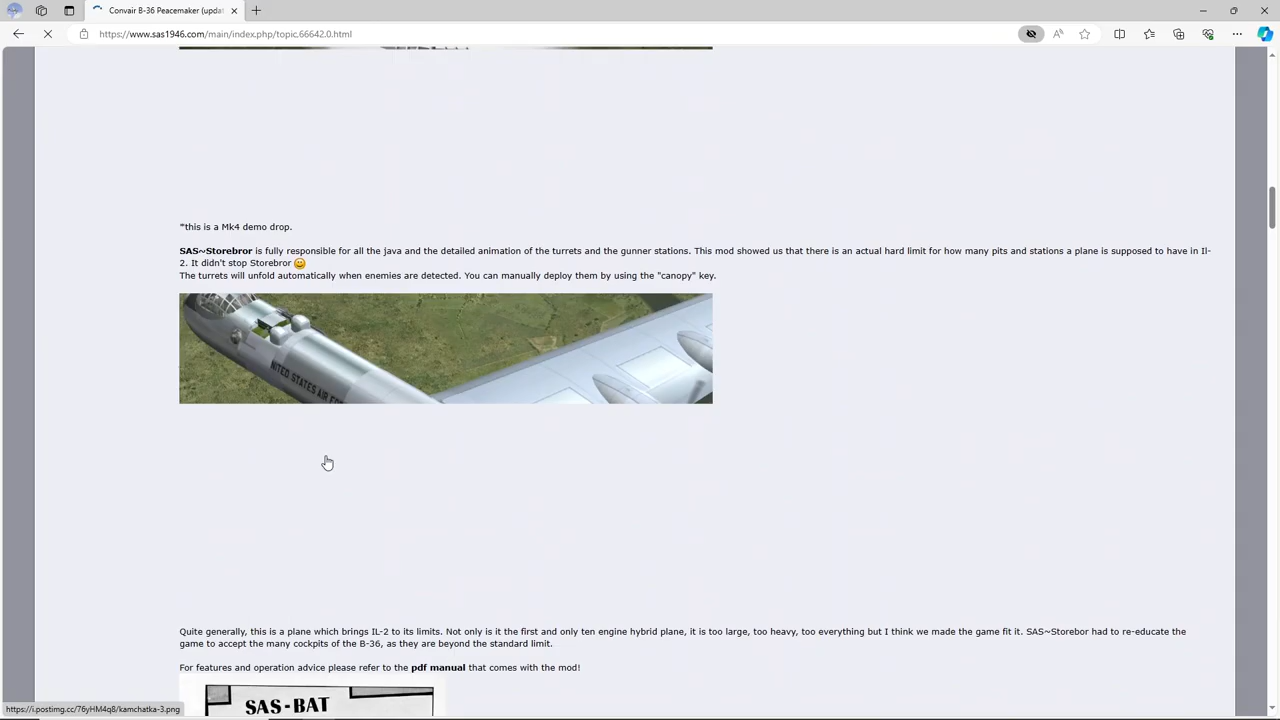 Convair B-36 Peacemaker (upda
https://www.sas1946.com/main/index.php/topic.66642.0.html
"this is a Mk4 demo drop.
SAS~Storebror is fully responsible for all the java and the detailed animation of the turrets and the gunner stations. This mod showed us that there is an actual hard limit for how many pits and stations a plane is supposed to have in Il-
2. It didn't stop Storebror
The turrets will unfold automatically when enemies are detected. You can manually deploy them by using the "canopy" key.
UNITED STATES AIR FO
Quite generally, this is a plane which brings IL-2 to its limits. Not only is it the first and only ten engine hybrid plane, it is too large, too heavy, too everything but I think we made the game fit it. SAS~Storebor had to re-educate the
game to accept the many cockpits of the B-36, as they are beyond the standard limit.
For features and operation advice please refer to the pdf manual that comes with the mod!
SAS-BAT
https://i.postimg.cc/76yHM4q8/kamchatka-3.png